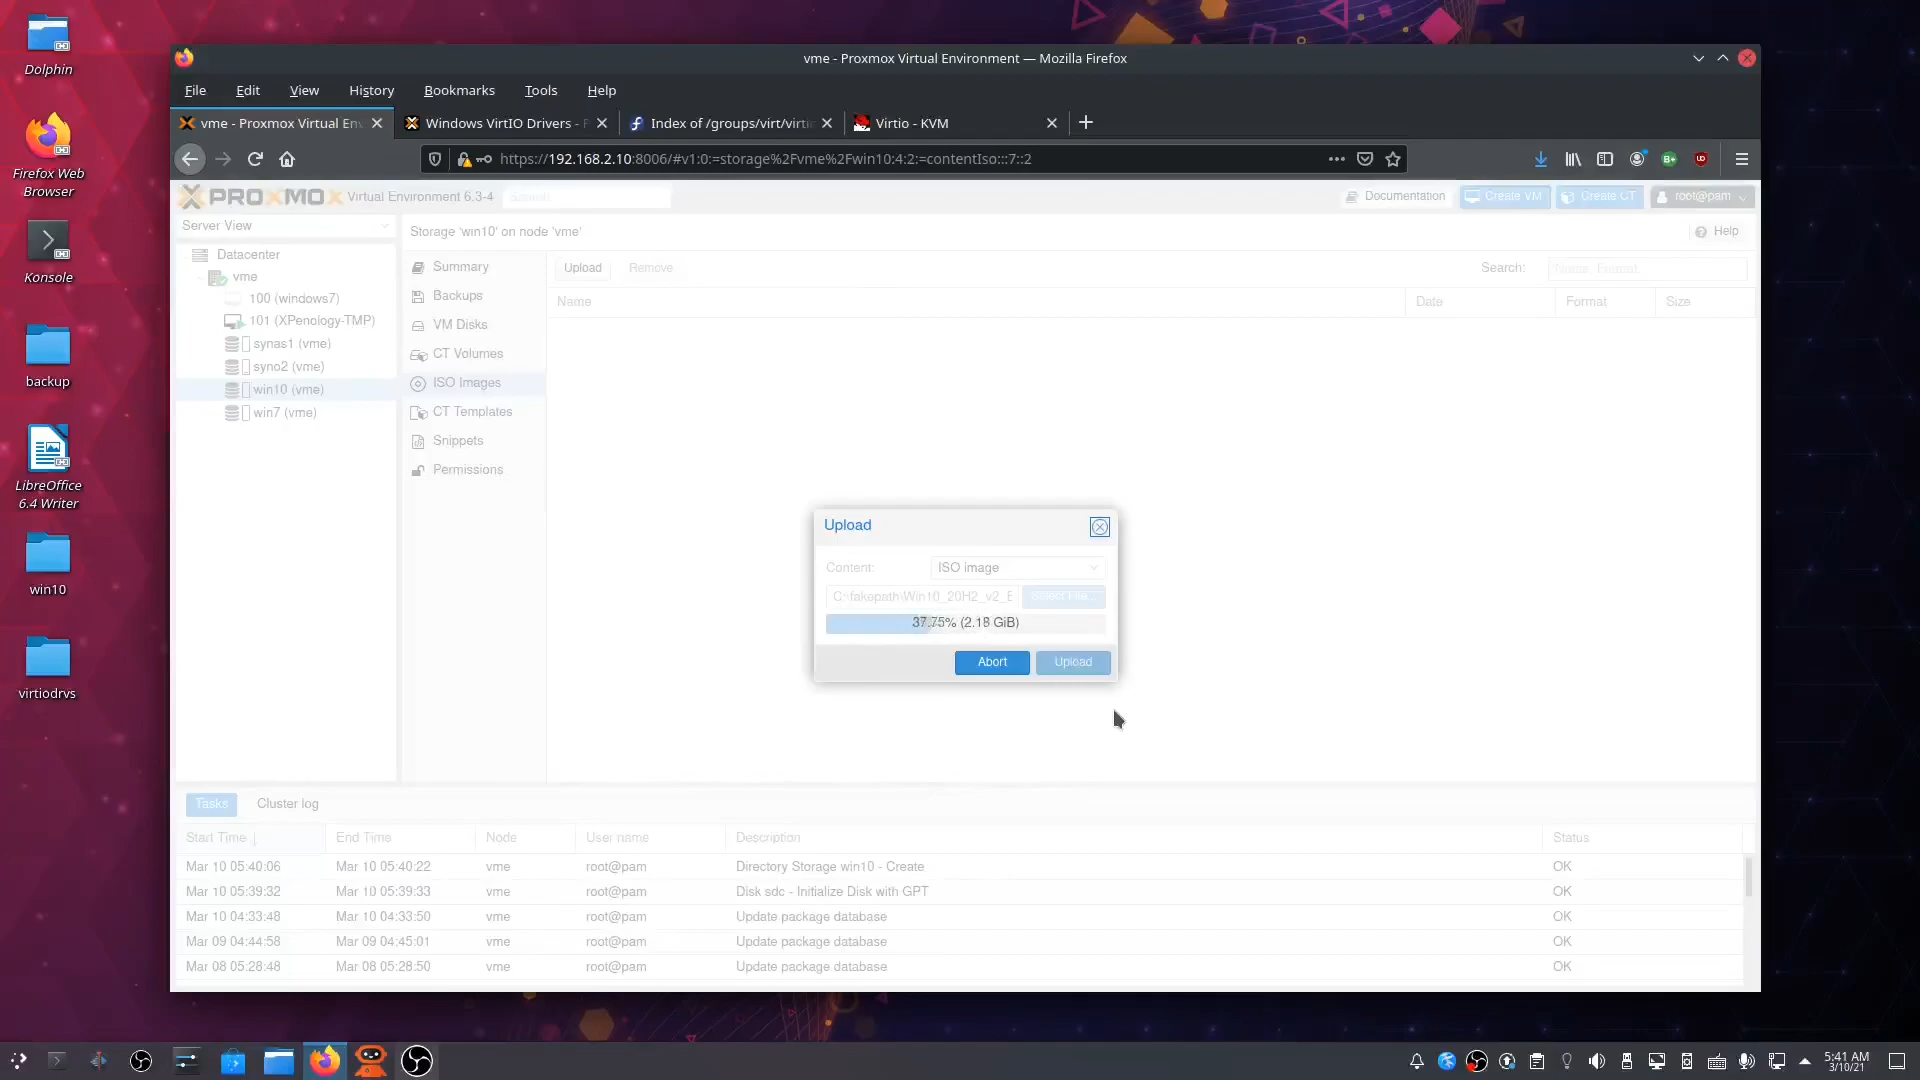 Dolphin
Firefox Web
Browser
Konsole
backup
LibreOffice
6.4 Writer
win10
virtiodrvs
vme - Proxmox Virtual Environment — Mozilla Firefox
File Edit View History Bookmarks Tools Help
vme - Proxmox Virtual En
Windows VirtIO Drivers -
Index of /groups/virt/virti
Virtio - KVM
https://192.168.2.10:8006/#v1:0:=storage%2Fvme%2Fwin10:4:2:=contentIso:::7::2
PROXMOX Virtual Environment 6.3-4 Search Documentation Create VM Create CT root@pam
Server View
Storage 'win10' on node 'vme' Help
Datacenter
vme
100 (windows7)
101 (XPenology-TMP)
synas1 (vme)
syno2 (vme)
win10 (vme)
win7 (vme)
Summary
Backups
VM Disks
CT Volumes
ISO Images
CT Templates
Snippets
Permissions
Upload Remove Search: Name, Format
Name Date Format Size
Upload
Content: ISO image
C:\fakepath\Win10_20H2_v2_E Select File...
37.75% (2.18 GiB)
Abort Upload
Tasks Cluster log
Start Time End Time Node User name Description Status
Mar 10 05:40:06 Mar 10 05:40:22 vme root@pam Directory Storage win10 - Create OK
Mar 10 05:39:32 Mar 10 05:39:33 vme root@pam Disk sdc - Initialize Disk with GPT OK
Mar 10 04:33:48 Mar 10 04:33:50 vme root@pam Update package database OK
Mar 09 04:44:58 Mar 09 04:45:01 vme root@pam Update package database OK
Mar 08 05:28:48 Mar 08 05:28:50 vme root@pam Update package database OK
5:41 AM
3/10/21